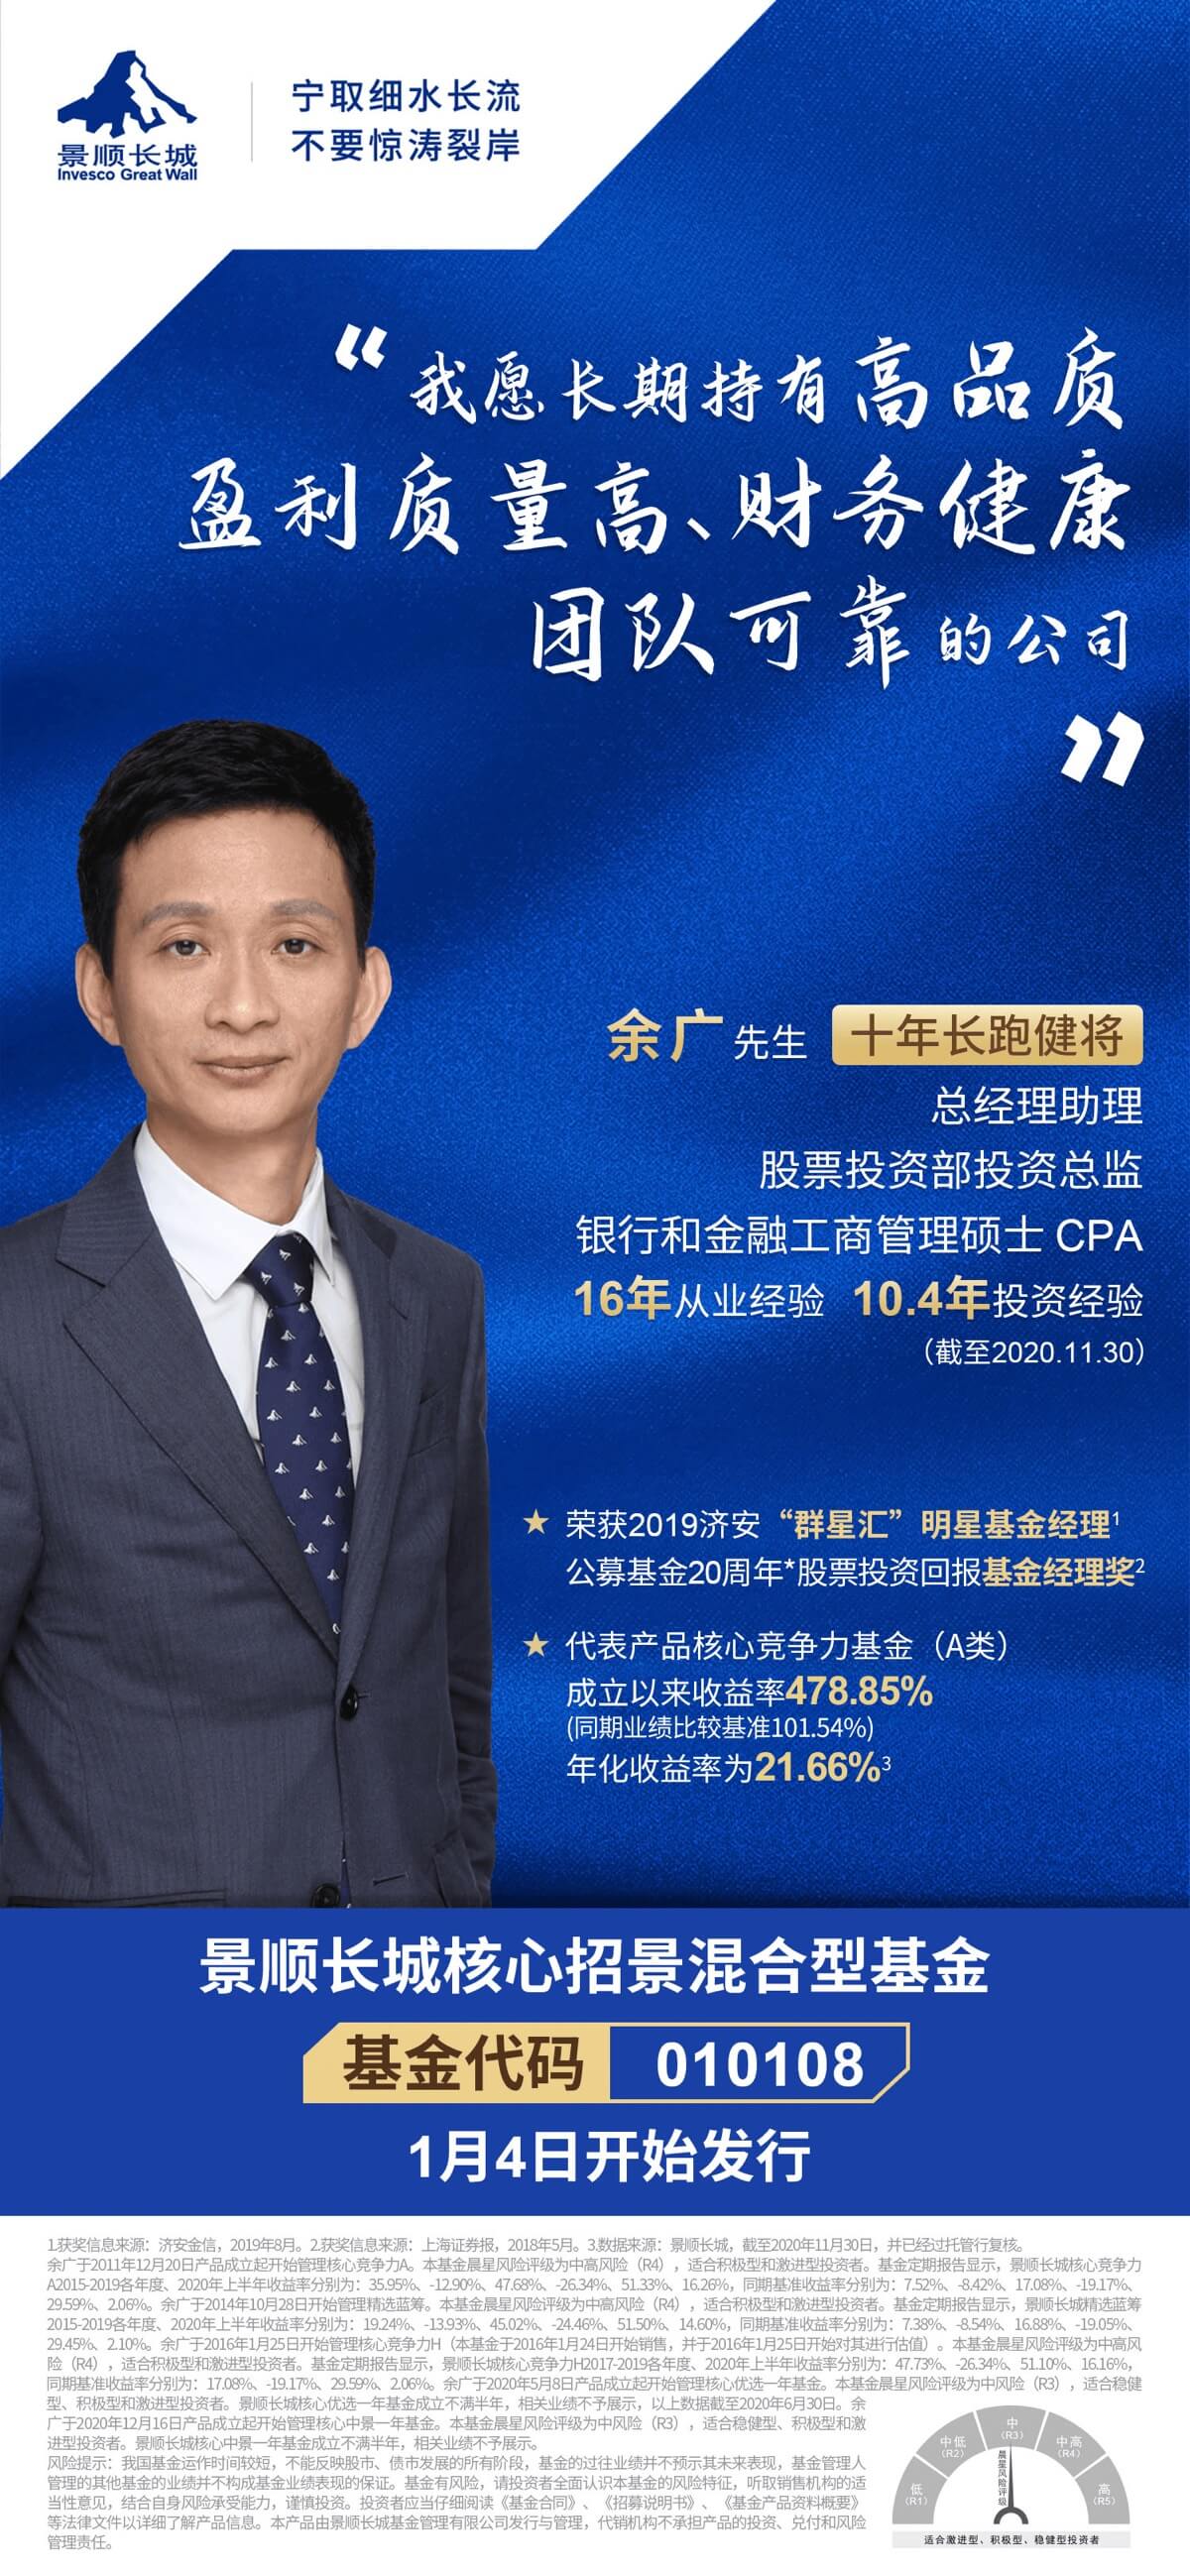 景顺长城
Invesco Great Wall
宁取细水长流
不要惊涛裂岸
“我愿长期持有高品质
盈利质量高、财务健康
团队可靠的公司
”
余广先生 十年长跑健将
总经理助理
股票投资部投资总监
银行和金融工商管理硕士 CPA
16年从业经验 10.4年投资经验
（截至2020.11.30）
★ 荣获2019济安“群星汇”明星基金经理1
公募基金20周年*股票投资回报基金经理奖2
★ 代表产品核心竞争力基金（A类）
成立以来收益率478.85%
(同期业绩比较基准101.54%)
年化收益率为21.66%3
景顺长城核心招景混合型基金
基金代码 010108
1月4日开始发行
1.获奖信息来源：济安金信，2019年8月。2.获奖信息来源：上海证券报，2018年5月。3.数据来源：景顺长城，截至2020年11月30日，并已经过托管行复核。
余广于2011年12月20日产品成立起开始管理核心竞争力A。本基金晨星风险评级为中高风险（R4），适合积极型和激进型投资者。基金定期报告显示，景顺长城核心竞争力
A2015-2019各年度、2020年上半年收益率分别为：35.95%、-12.90%、47.68%、-26.34%、51.33%、16.26%，同期基准收益率分别为：7.52%、-8.42%、17.08%、-19.17%、
29.59%、2.06%。余广于2014年10月28日开始管理精选蓝筹。本基金晨星风险评级为中高风险（R4），适合积极型和激进型投资者。基金定期报告显示，景顺长城精选蓝筹
2015-2019各年度、2020年上半年收益率分别为：19.24%、-13.93%、45.02%、-24.46%、51.50%、14.60%，同期基准收益率分别为：7.38%、-8.54%、16.88%、-19.05%、
29.45%、2.10%。余广于2016年1月25日开始管理核心竞争力H（本基金于2016年1月24日开始销售，并于2016年1月25日开始对其进行估值）。本基金晨星风险评级为中高风
险（R4），适合积极型和激进型投资者。基金定期报告显示，景顺长城核心竞争力H2017-2019各年度、2020年上半年收益率分别为：47.73%、-26.34%、51.10%、16.16%，
同期基准收益率分别为：17.08%、-19.17%、29.59%、2.06%。余广于2020年5月8日产品成立起开始管理核心优选一年基金。本基金晨星风险评级为中风险（R3），适合稳健
型、积极型和激进型投资者。景顺长城核心优选一年基金成立不满半年，相关业绩不予展示，以上数据截至2020年6月30日。余
广于2020年12月16日产品成立起开始管理核心中景一年基金。本基金晨星风险评级为中风险（R3），适合稳健型、积极型和激
进型投资者。景顺长城核心中景一年基金成立不满半年，相关业绩不予展示。
风险提示：我国基金运作时间较短，不能反映股市、债市发展的所有阶段，基金的过往业绩并不预示其未来表现，基金管理人
管理的其他基金的业绩并不构成基金业绩表现的保证。基金有风险，请投资者全面认识本基金的风险特征，听取销售机构的适
当性意见，结合自身风险承受能力，谨慎投资。投资者应当仔细阅读《基金合同》、《招募说明书》、《基金产品资料概要》
等法律文件以详细了解产品信息。本产品由景顺长城基金管理有限公司发行与管理，代销机构不承担产品的投资、兑付和风险
管理责任。
低（R1）
中低（R2）
中（R3）
中高（R4）
高（R5）
晨星风险评级
适合激进型、积极型、稳健型投资者